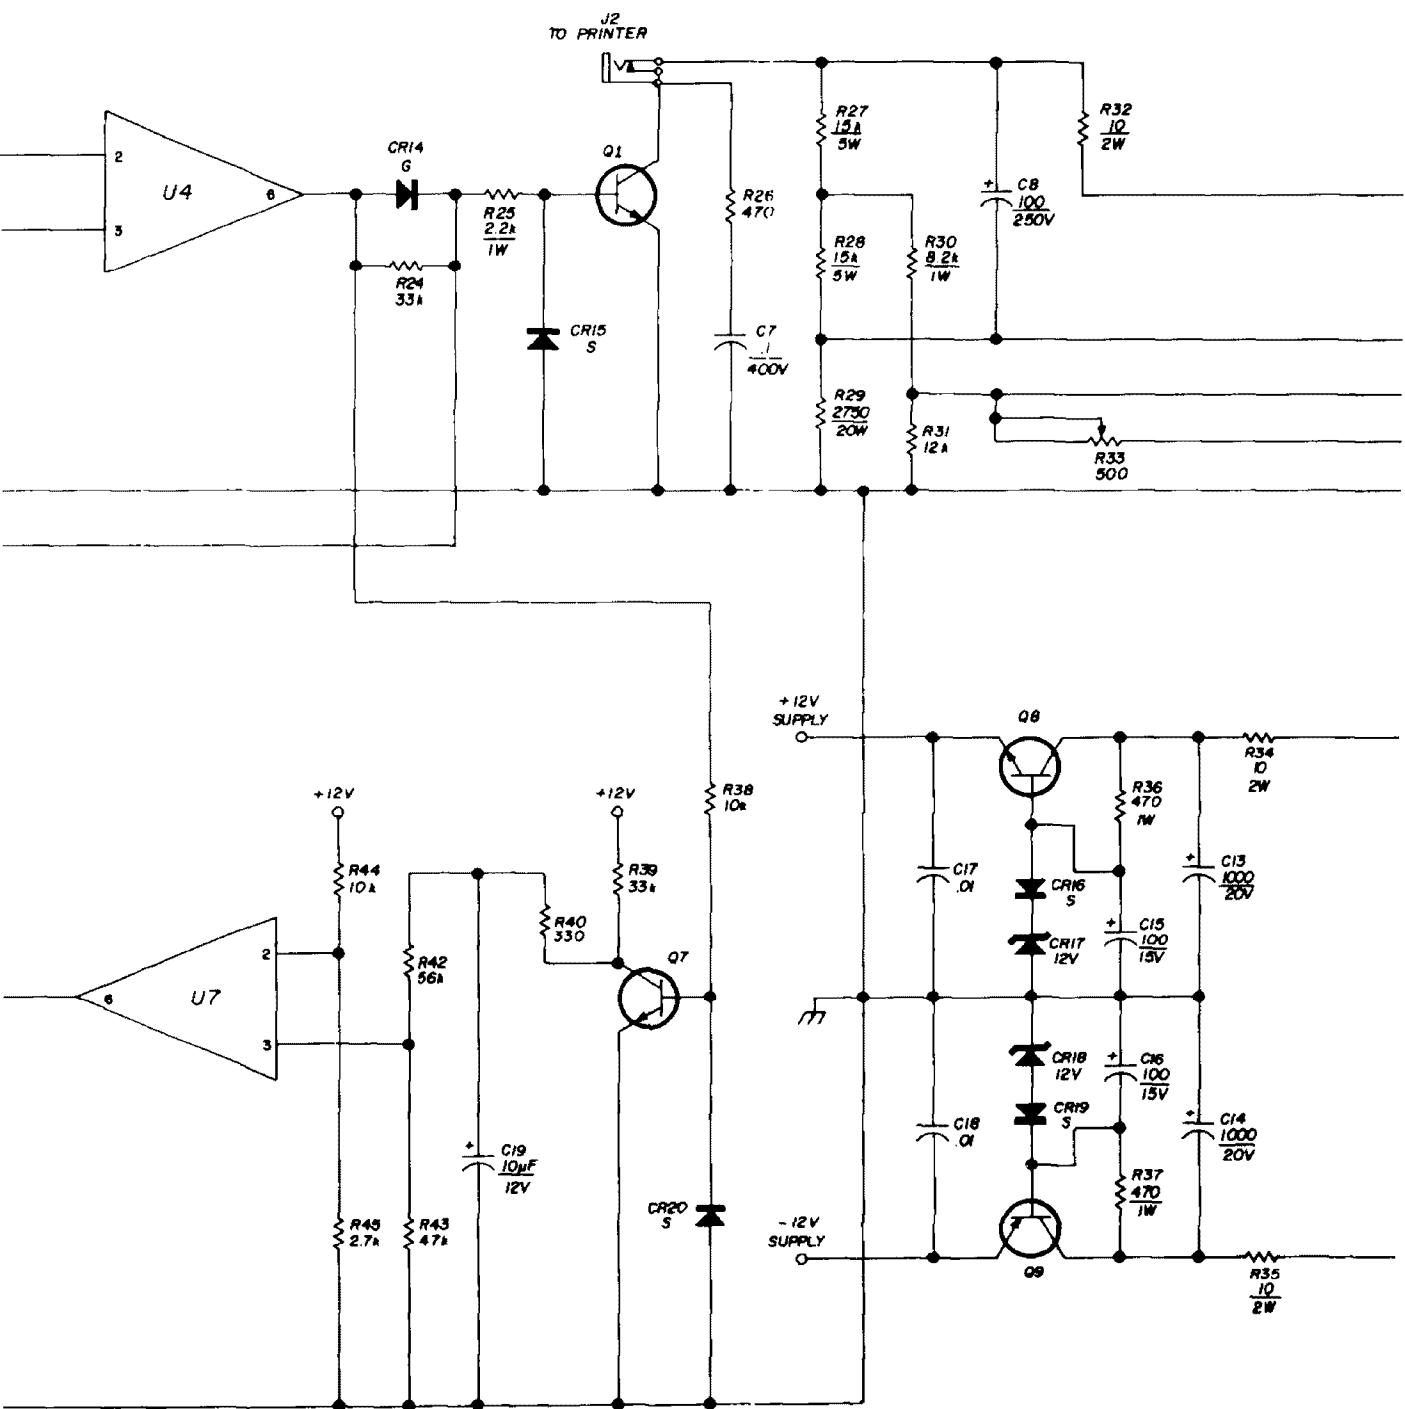 J2
TO PRINTER
2
U4
6
3
CR14
G
R24
33k
R25
2.2k
1W
CR15
S
Q1
R26
470
C7
.1
400V
R27
15k
5W
R28
15k
5W
R29
2750
20W
R30
8.2k
1W
R31
12k
+
C8
100
250V
R32
10
2W
R33
500
+12V
R44
10k
2
U7
6
3
R45
2.7k
R42
56k
R43
47k
+
C19
10μF
12V
R40
330
+12V
R39
33k
Q7
R38
10k
CR20
S
+12V
SUPPLY
Q8
R34
10
2W
R36
470
1W
C17
.01
CR16
S
CR17
12V
+
C15
100
15V
+
C13
1000
20V
CR18
12V
CR19
S
+
C16
100
15V
C18
.01
+
C14
1000
20V
R37
470
1W
-12V
SUPPLY
Q9
R35
10
2W